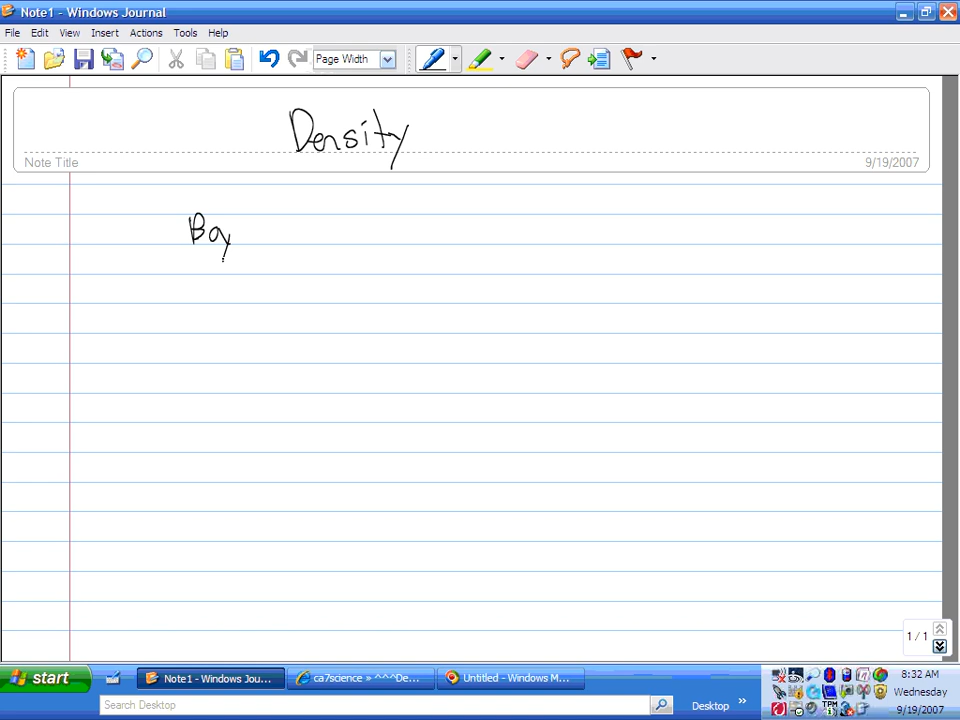 Note1 - Windows Journal
File Edit View Insert Actions Tools Help
Page Width
Density
Note Title
9/19/2007
1 / 1
start
Note1 - Windows Jou...
ca7science » ^^^De...
Untitled - Windows M...
8:32 AM
Wednesday
9/19/2007
Search Desktop
Desktop »
TPM